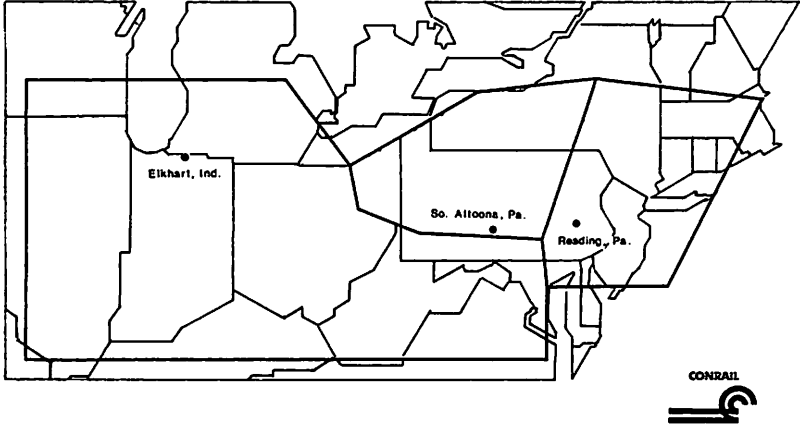 Elkhart, Ind.
So. Altoona, Pa.
Reading, Pa.
CONRAIL